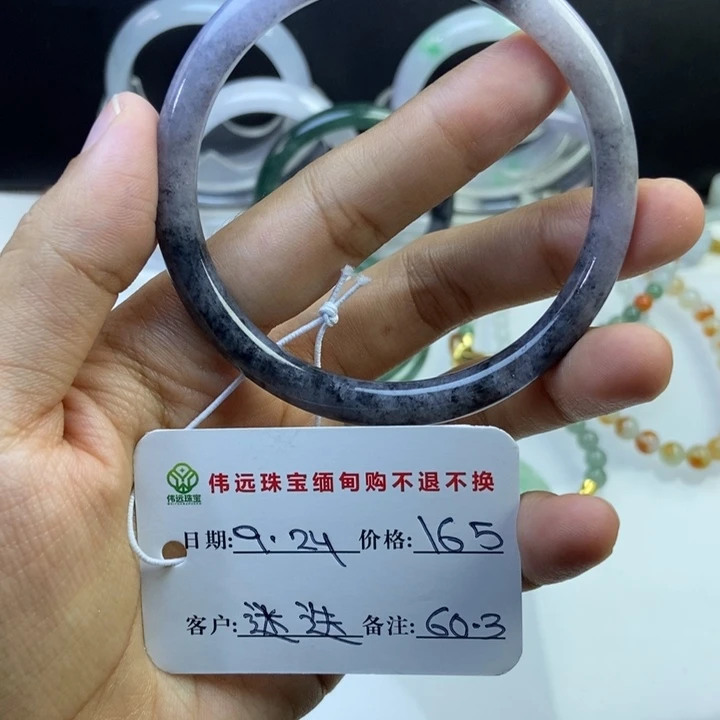 伟远珠宝
伟远珠宝缅甸购不退不换
日期:9.24 价格:165
客户:迷迭 备注:60.3